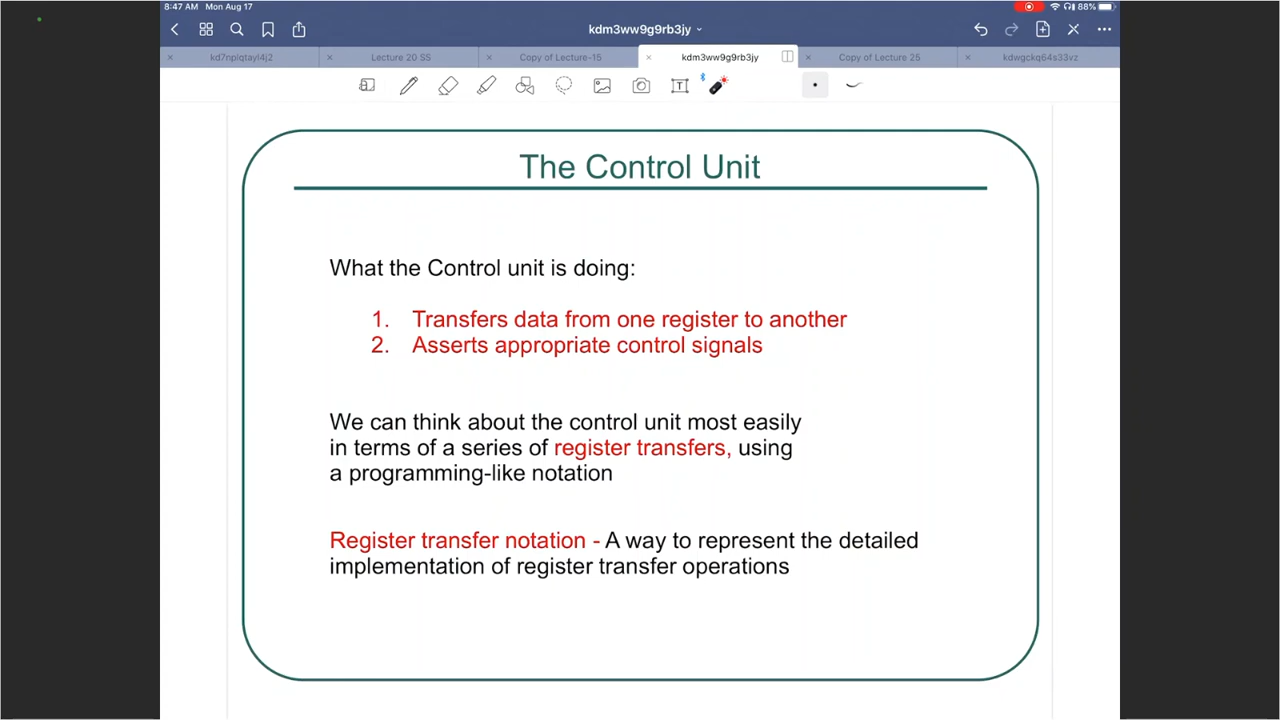 8:47 AM Mon Aug 17
88%
kdm3ww9g9rb3jy
kd7nplqtayl4j2
Lecture 20 SS
Copy of Lecture-15
kdm3ww9g9rb3jy
Copy of Lecture 25
kdwgckq64s33vz
T
The Control Unit
What the Control unit is doing:
1. Transfers data from one register to another
2. Asserts appropriate control signals
We can think about the control unit most easily
in terms of a series of register transfers, using
a programming-like notation
Register transfer notation - A way to represent the detailed
implementation of register transfer operations